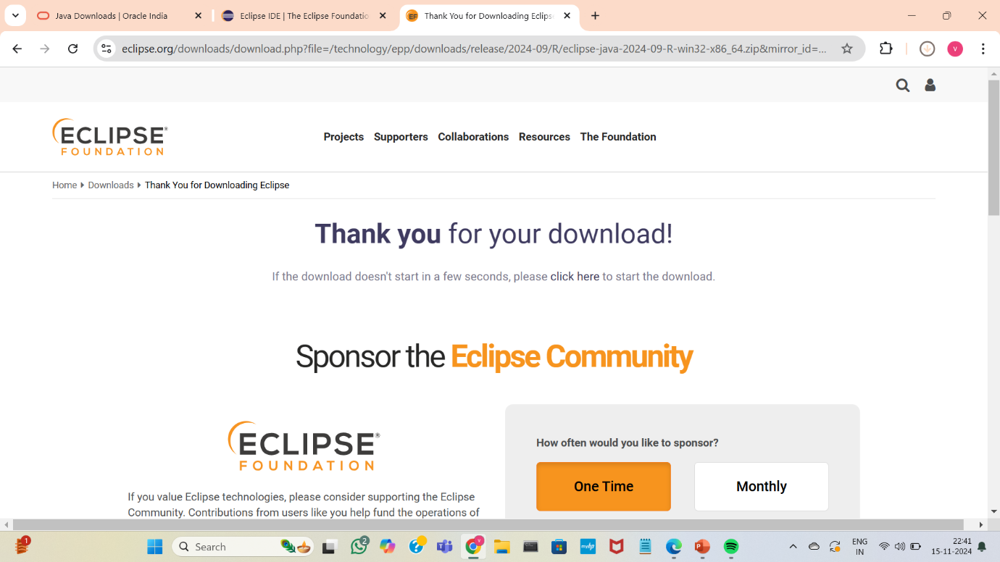 Java Downloads | Oracle India
Eclipse IDE | The Eclipse Foundatio
Thank You for Downloading Eclips
eclipse.org/downloads/download.php?file=/technology/epp/downloads/release/2024-09/R/eclipse-java-2024-09-R-win32-x86_64.zip&mirror_id=...
V
ECLIPSE®
FOUNDATION
Projects Supporters Collaborations Resources The Foundation
Home Downloads Thank You for Downloading Eclipse
Thank you for your download!
If the download doesn't start in a few seconds, please click here to start the download.
Sponsor the Eclipse Community
ECLIPSE®
FOUNDATION
If you value Eclipse technologies, please consider supporting the Eclipse
Community. Contributions from users like you help fund the operations of
How often would you like to sponsor?
One Time Monthly
1
Search
2
myhp
V
ENG
IN
22:41
15-11-2024